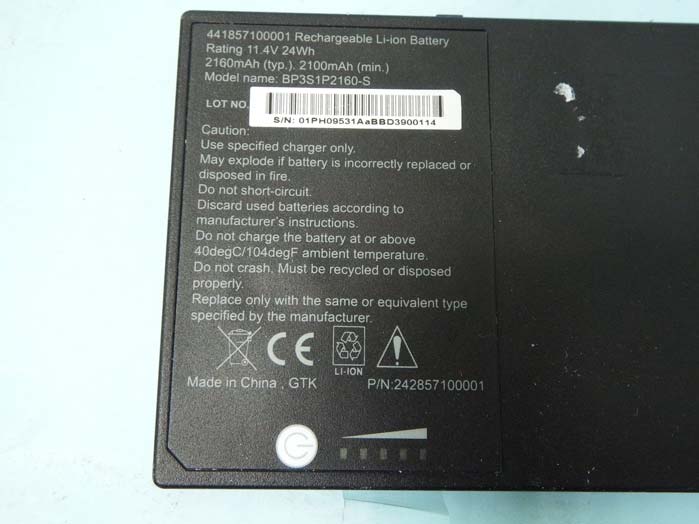 441857100001 Rechargeable Li-ion Battery
Rating 11.4V 24Wh
2160mAh (typ.). 2100mAh (min.)
Model name: BP3S1P2160-S
LOT NO.
S/N: 01PH09531AaBBD3900114
Caution:
Use specified charger only.
May explode if battery is incorrectly replaced or
disposed in fire.
Do not short-circuit.
Discard used batteries according to
manufacturer's instructions.
Do not charge the battery at or above
40degC/104degF ambient temperature.
Do not crash. Must be recycled or disposed
properly.
Replace only with the same or equivalent type
specified by the manufacturer.
CE
LI-ION
Made in China , GTK P/N:242857100001